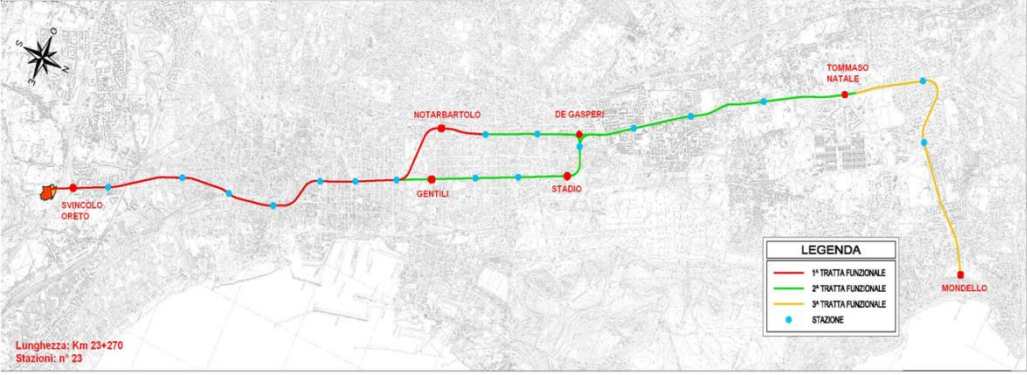 O
S
N
E
TOMMASO
NATALE
NOTARBARTOLO
DE GASPERI
SVINCOLO
ORETO
GENTILI
STADIO
MONDELLO
LEGENDA
1ª TRATTA FUNZIONALE
2ª TRATTA FUNZIONALE
3ª TRATTA FUNZIONALE
STAZIONE
Lunghezza: Km 23+270
Stazioni: n° 23